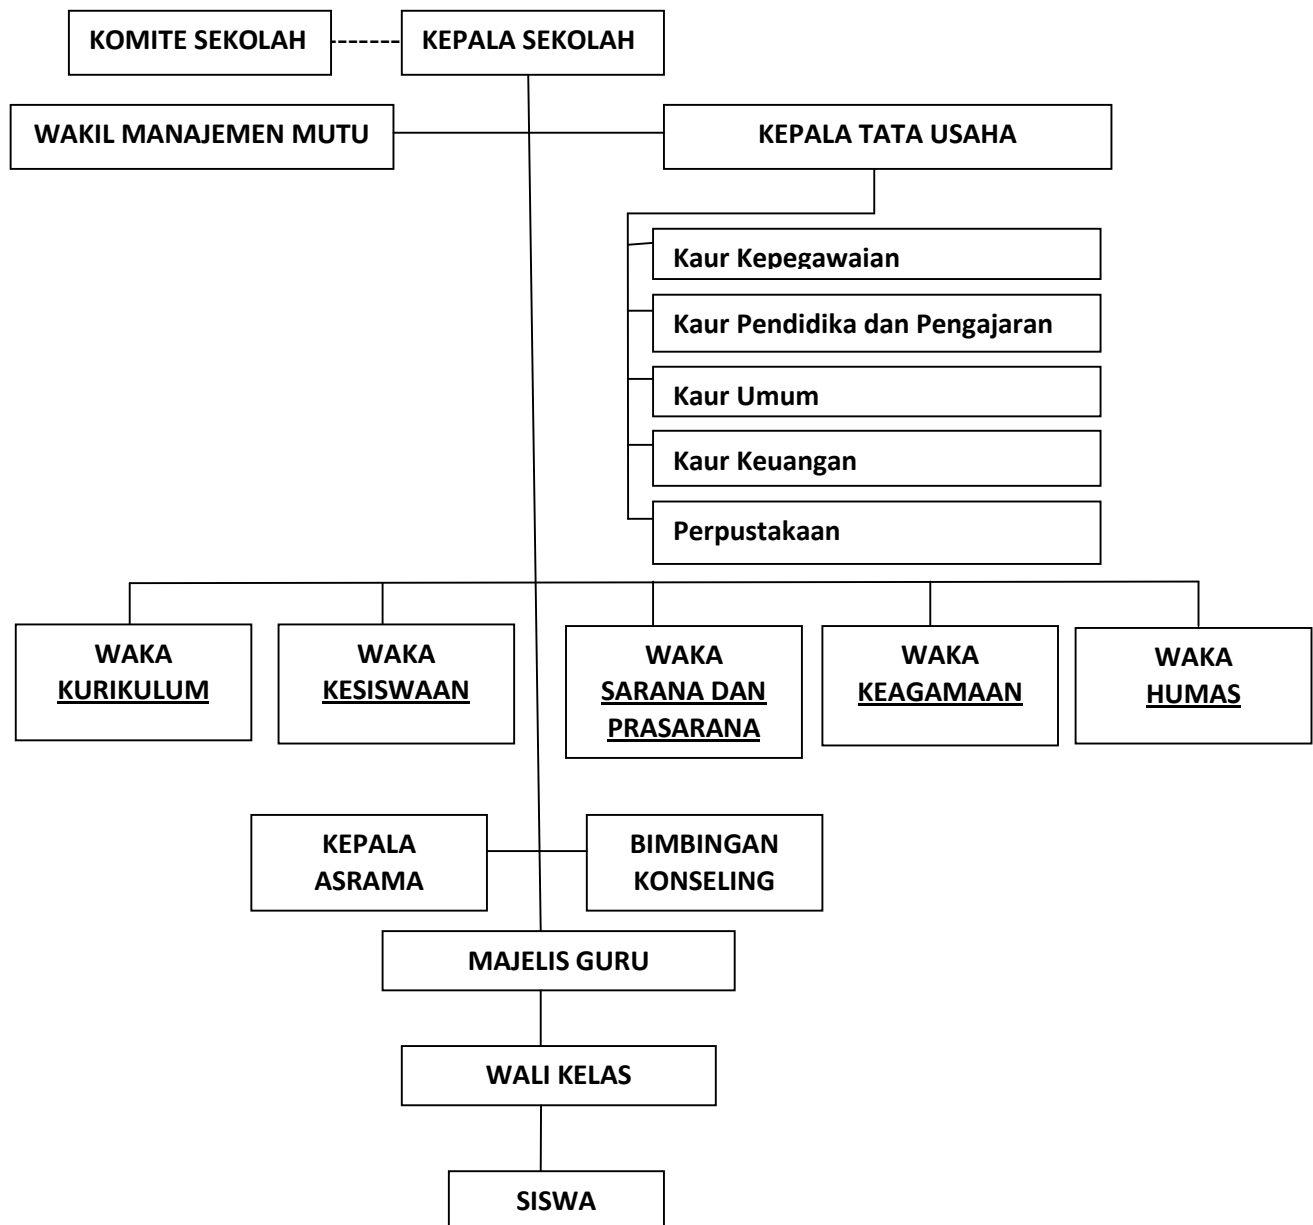 KOMITE SEKOLAH
KEPALA SEKOLAH
WAKIL MANAJEMEN MUTU
KEPALA TATA USAHA
Kaur Kepegawaian
Kaur Pendidika dan Pengajaran
Kaur Umum
Kaur Keuangan
Perpustakaan
WAKA
KURIKULUM
WAKA
KESISWAAN
WAKA
SARANA DAN
PRASARANA
WAKA
KEAGAMAAN
WAKA
HUMAS
KEPALA
ASRAMA
BIMBINGAN
KONSELING
MAJELIS GURU
WALI KELAS
SISWA